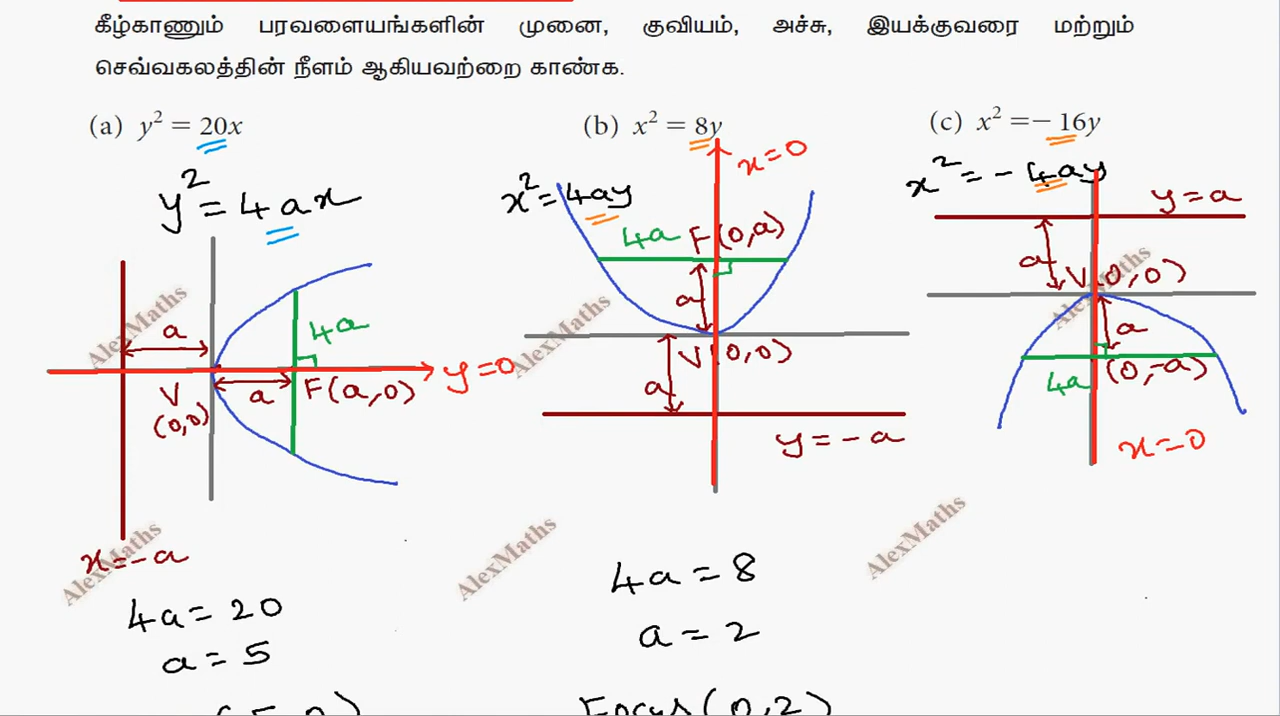 கீழ்காணும் பரவளையங்களின் முனை, குவியம், அச்சு, இயக்குவரை மற்றும்
செவ்வகலத்தின் நீளம் ஆகியவற்றை காண்க.
(a) y² = 20x
y² = 4ax
AlexMaths
a
4a
y=0
V
(0,0)
a
F(a,0)
x=-a
AlexMaths
4a = 20
a = 5
(b) x² = 8y
x=0
x²=4ay
4a
F(0,a)
a
AlexMaths
V(0,0)
a
y = -a
AlexMaths
4a = 8
a = 2
Focus(0,2)
(c) x² =– 16y
x² = - 4ay
y = a
a
V(0,0)
AlexMaths
a
4a
(0,-a)
x=0
AlexMaths